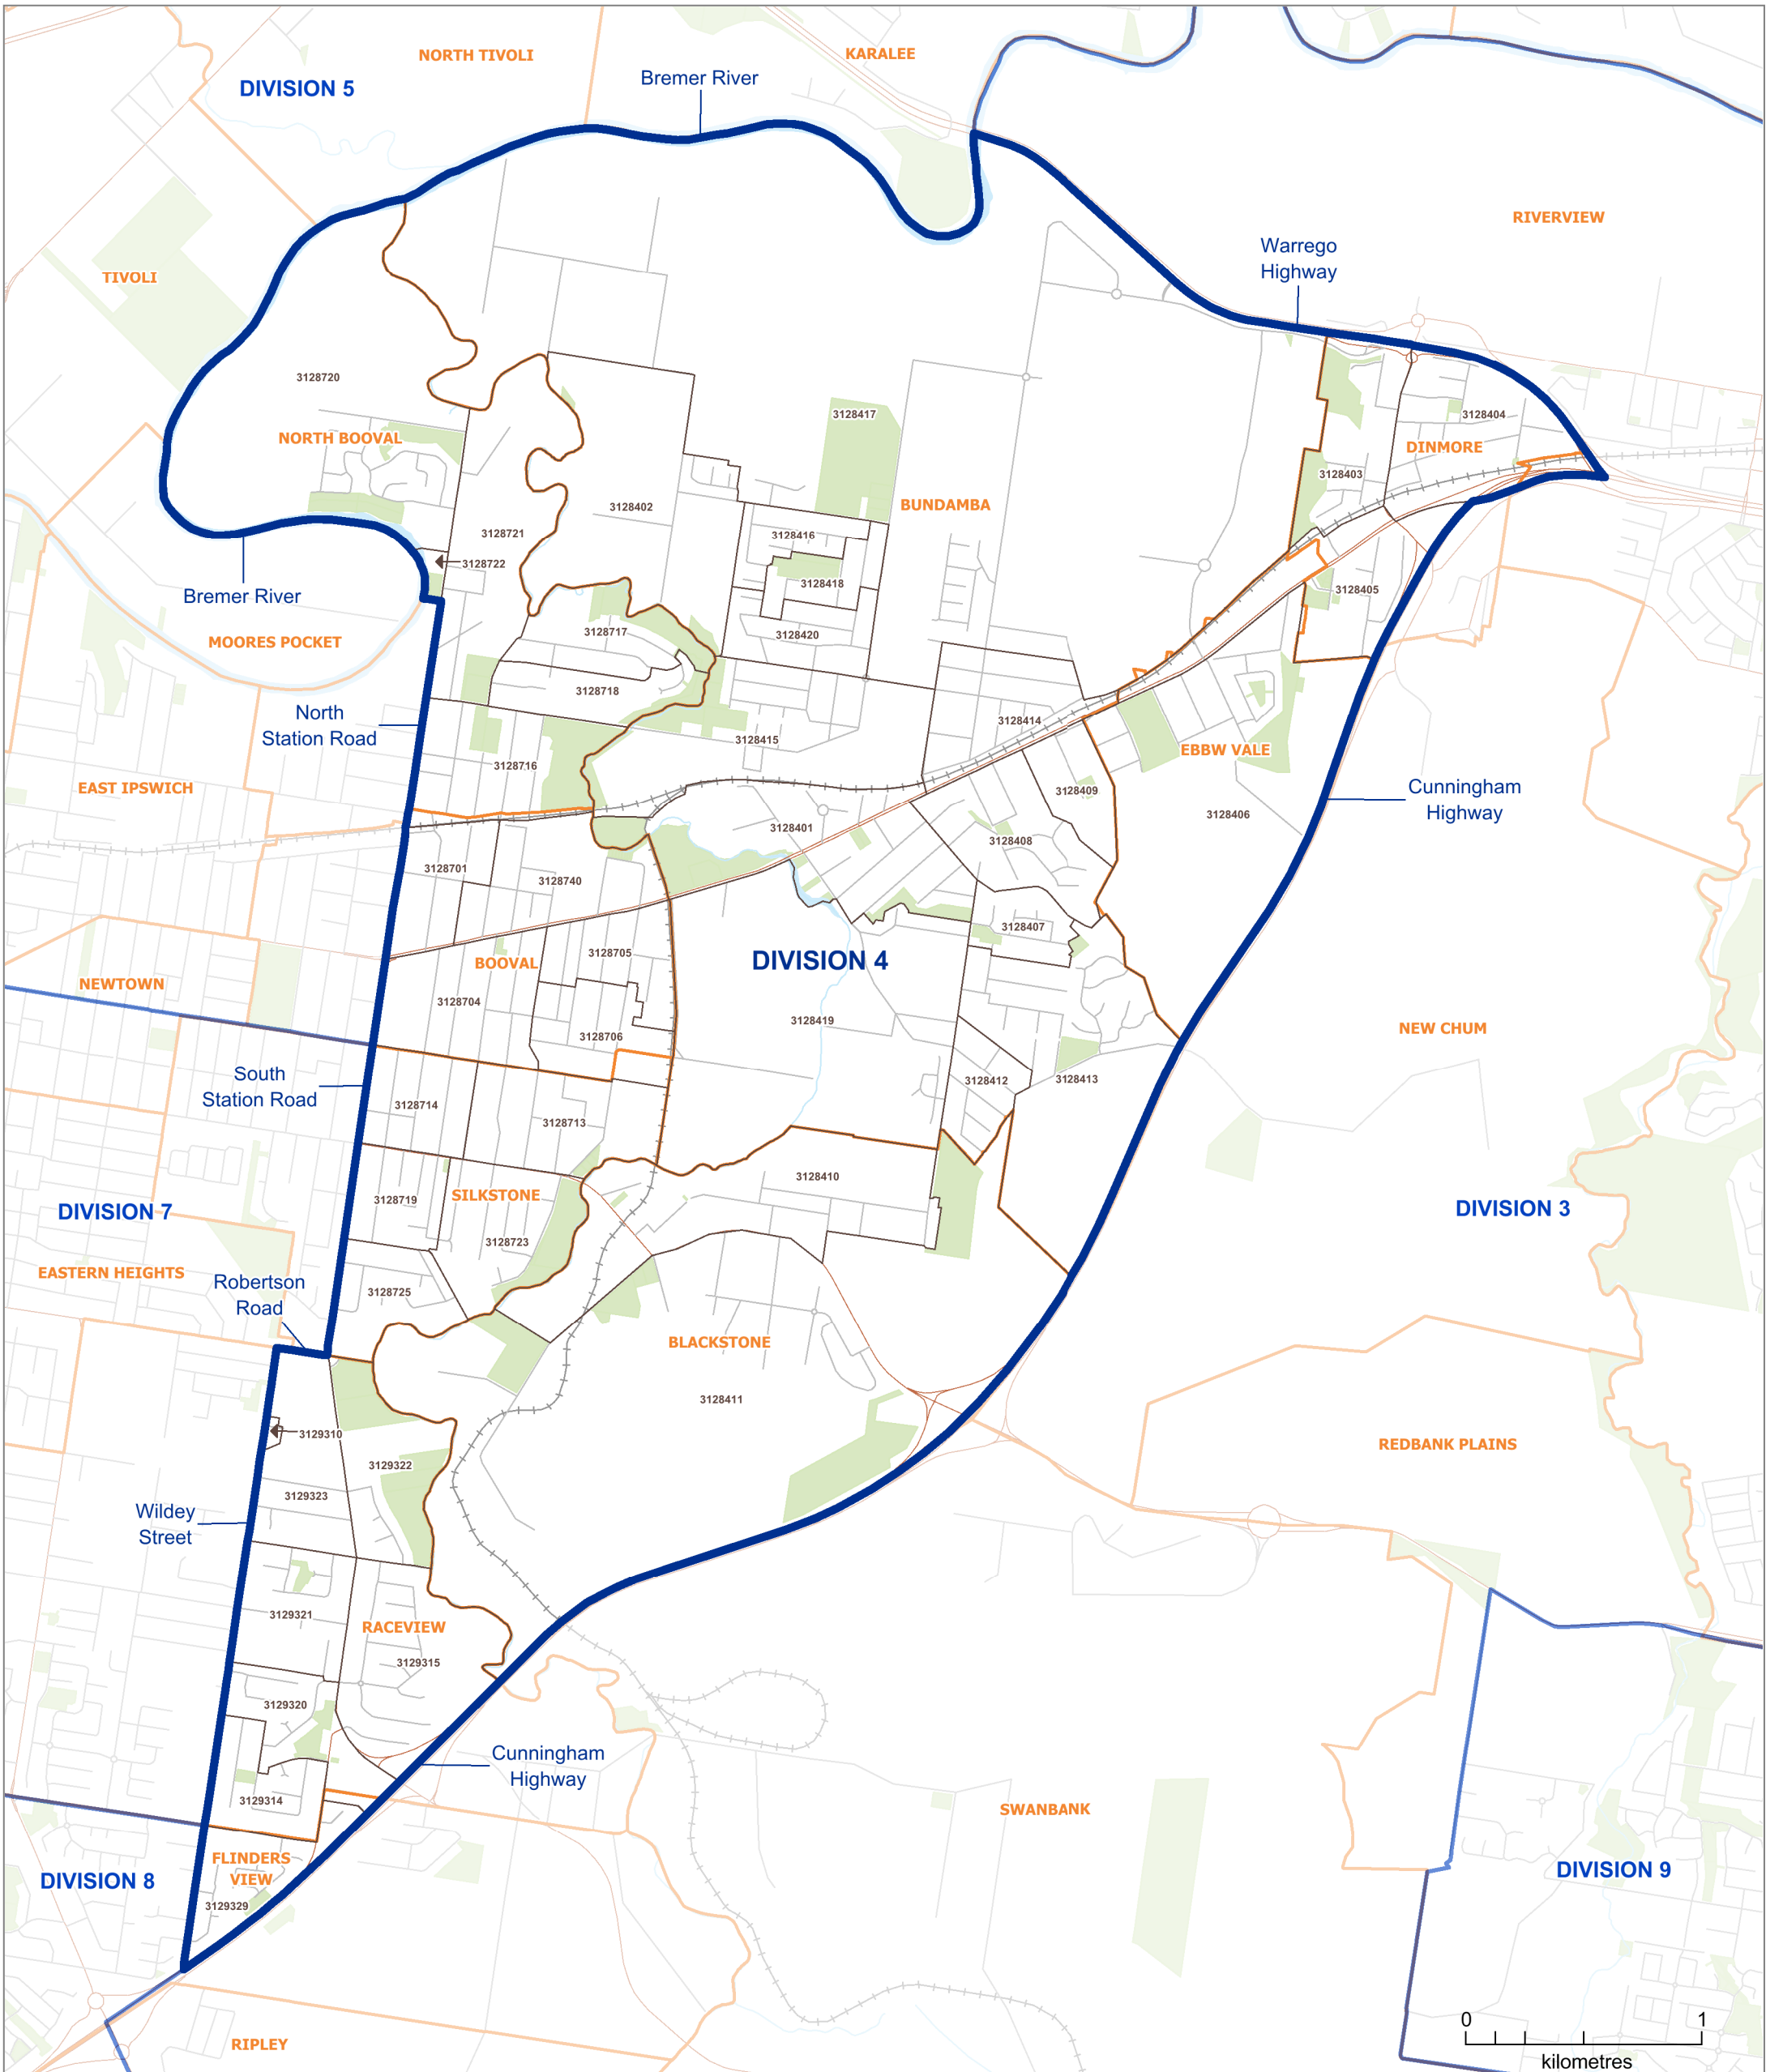 NORTH TIVOLI
KARALEE
DIVISION 5
Bremer River
RIVERVIEW
Warrego
Highway
TIVOLI
3128720
3128417
3128404
NORTH BOOVAL
DINMORE
3128403
BUNDAMBA
3128402
3128721
3128416
3128722
3128418
3128405
Bremer River
3128717
3128420
MOORES POCKET
3128718
North
Station Road
3128414
3128415
EBBW VALE
3128716
EAST IPSWICH
3128409
Cunningham
Highway
3128406
3128401
3128408
3128701
3128740
3128407
3128705
DIVISION 4
BOOVAL
NEWTOWN
3128704
3128419
NEW CHUM
3128706
South
Station Road
3128412
3128413
3128714
3128713
3128410
3128719
SILKSTONE
DIVISION 7
DIVISION 3
3128723
EASTERN HEIGHTS
Robertson
Road
3128725
BLACKSTONE
3128411
3129310
REDBANK PLAINS
3129322
3129323
Wildey
Street
3129321
RACEVIEW
3129315
3129320
Cunningham
Highway
3129314
SWANBANK
FLINDERS
VIEW
DIVISION 8
DIVISION 9
3129329
RIPLEY
0 1
kilometres